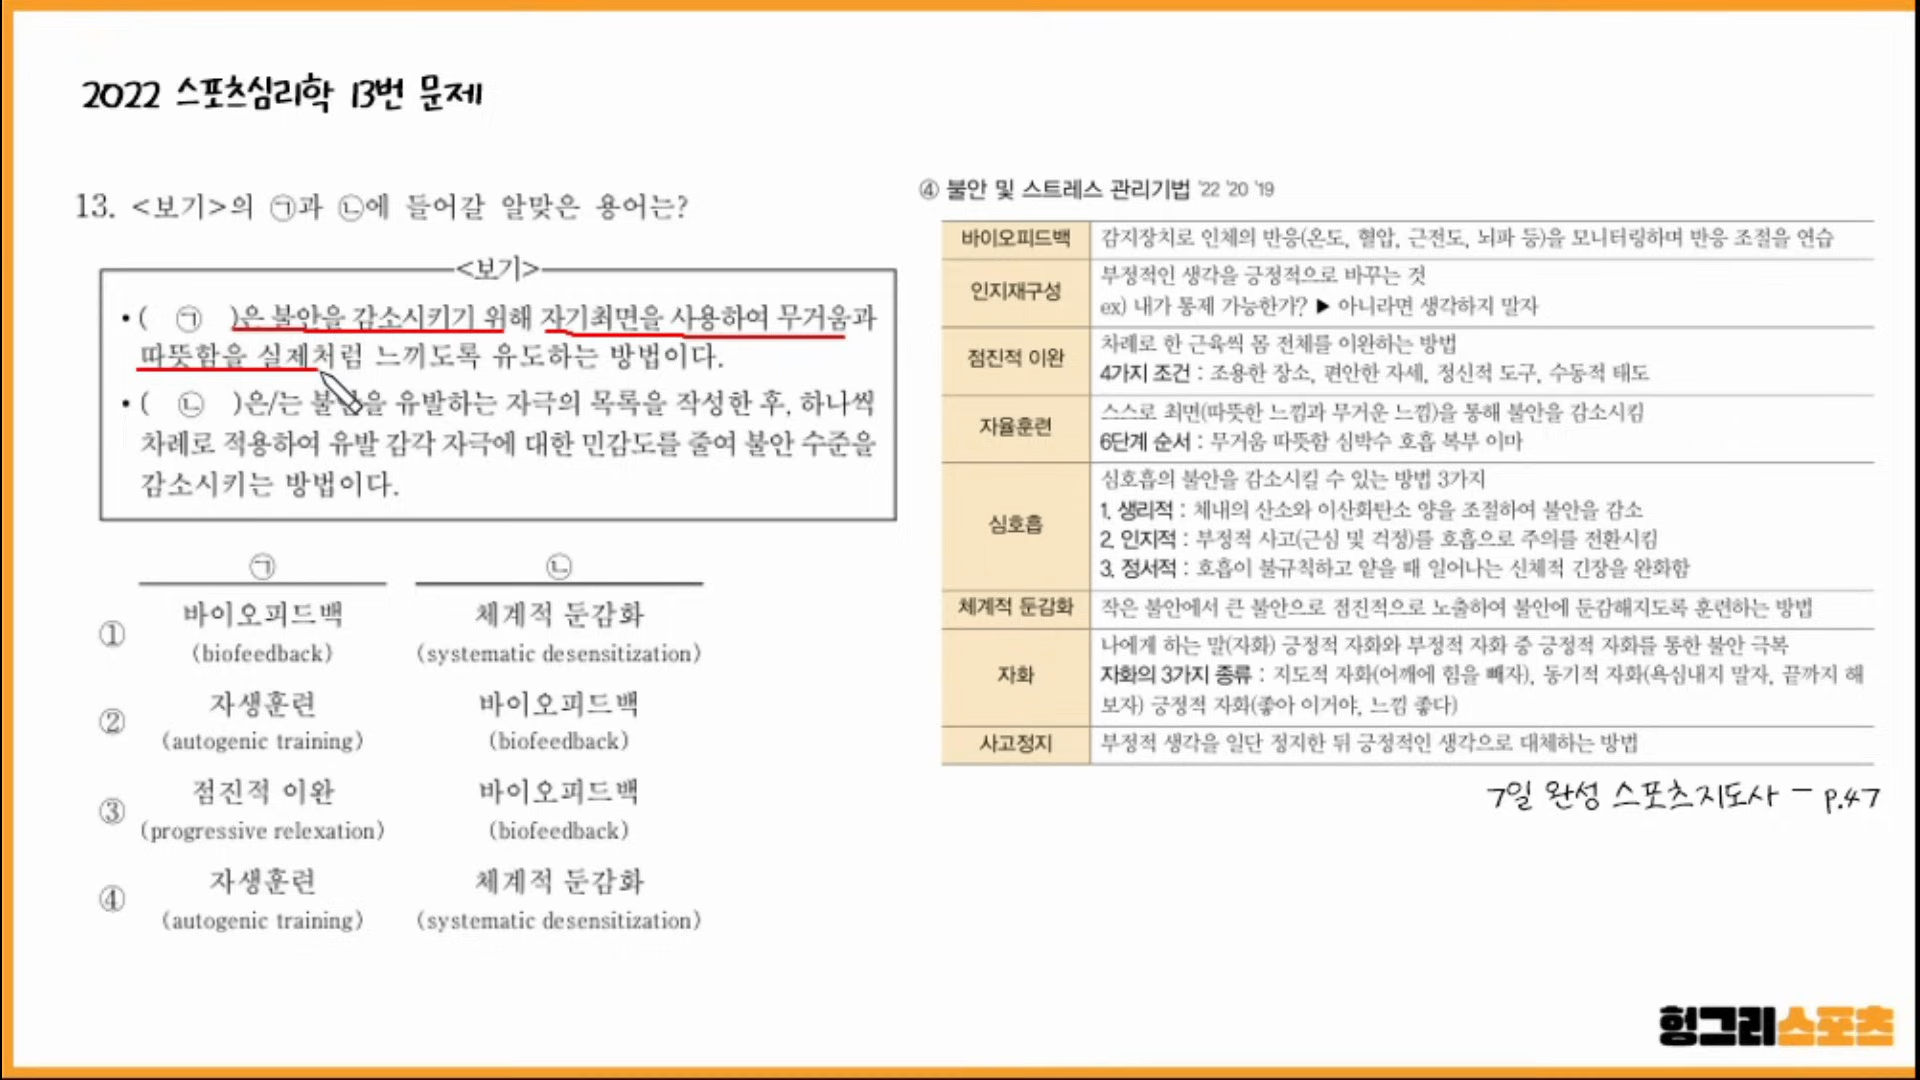 2022 스포츠심리학 13번 문제
13. <보기>의 ㉠과 ㉡에 들어갈 알맞은 용어는?
<보기>
• ( ㉠ )은 불안을 감소시키기 위해 자기최면을 사용하여 무거움과
따뜻함을 실제처럼 느끼도록 유도하는 방법이다.
• ( ㉡ )은/는 불안을 유발하는 자극의 목록을 작성한 후, 하나씩
차례로 적용하여 유발 감각 자극에 대한 민감도를 줄여 불안 수준을
감소시키는 방법이다.
㉠ ㉡
① 바이오피드백 체계적 둔감화
(biofeedback) (systematic desensitization)
② 자생훈련 바이오피드백
(autogenic training) (biofeedback)
③ 점진적 이완 바이오피드백
(progressive relexation) (biofeedback)
④ 자생훈련 체계적 둔감화
(autogenic training) (systematic desensitization)
④ 불안 및 스트레스 관리기법 '22 '20 '19
바이오피드백 감지장치로 인체의 반응(온도, 혈압, 근전도, 뇌파 등)을 모니터링하며 반응 조절을 연습
인지재구성 부정적인 생각을 긍정적으로 바꾸는 것
ex) 내가 통제 가능한가? ▶ 아니라면 생각하지 말자
점진적 이완 차례로 한 근육씩 몸 전체를 이완하는 방법
4가지 조건 : 조용한 장소, 편안한 자세, 정신적 도구, 수동적 태도
자율훈련 스스로 최면(따뜻한 느낌과 무거운 느낌)을 통해 불안을 감소시킴
6단계 순서 : 무거움 따뜻함 심박수 호흡 복부 이마
심호흡 심호흡의 불안을 감소시킬 수 있는 방법 3가지
1. 생리적 : 체내의 산소와 이산화탄소 양을 조절하여 불안을 감소
2. 인지적 : 부정적 사고(근심 및 걱정)를 호흡으로 주의를 전환시킴
3. 정서적 : 호흡이 불규칙하고 얕을 때 일어나는 신체적 긴장을 완화함
체계적 둔감화 작은 불안에서 큰 불안으로 점진적으로 노출하여 불안에 둔감해지도록 훈련하는 방법
자화 나에게 하는 말(자화) 긍정적 자화와 부정적 자화 중 긍정적 자화를 통한 불안 극복
자화의 3가지 종류 : 지도적 자화(어깨에 힘을 빼자), 동기적 자화(욕심내지 말자, 끝까지 해
보자) 긍정적 자화(좋아 이거야, 느낌 좋다)
사고정지 부정적 생각을 일단 정지한 뒤 긍정적인 생각으로 대체하는 방법
7일 완성 스포츠지도사 - p.47
헝그리스포츠